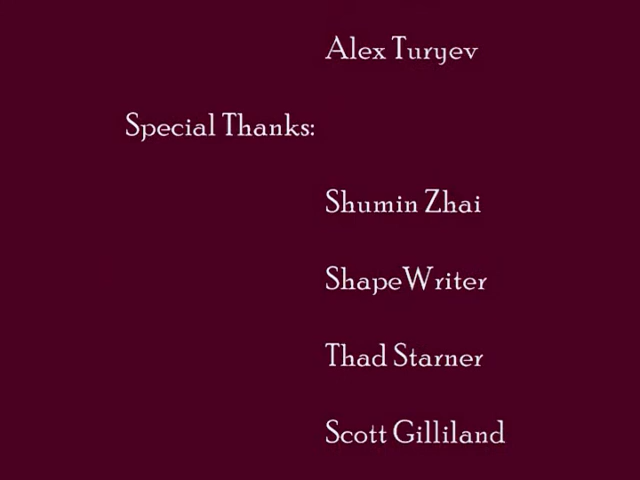 Alex Turyev
Special Thanks:
Shumin Zhai
ShapeWriter
Thad Starner
Scott Gilliland